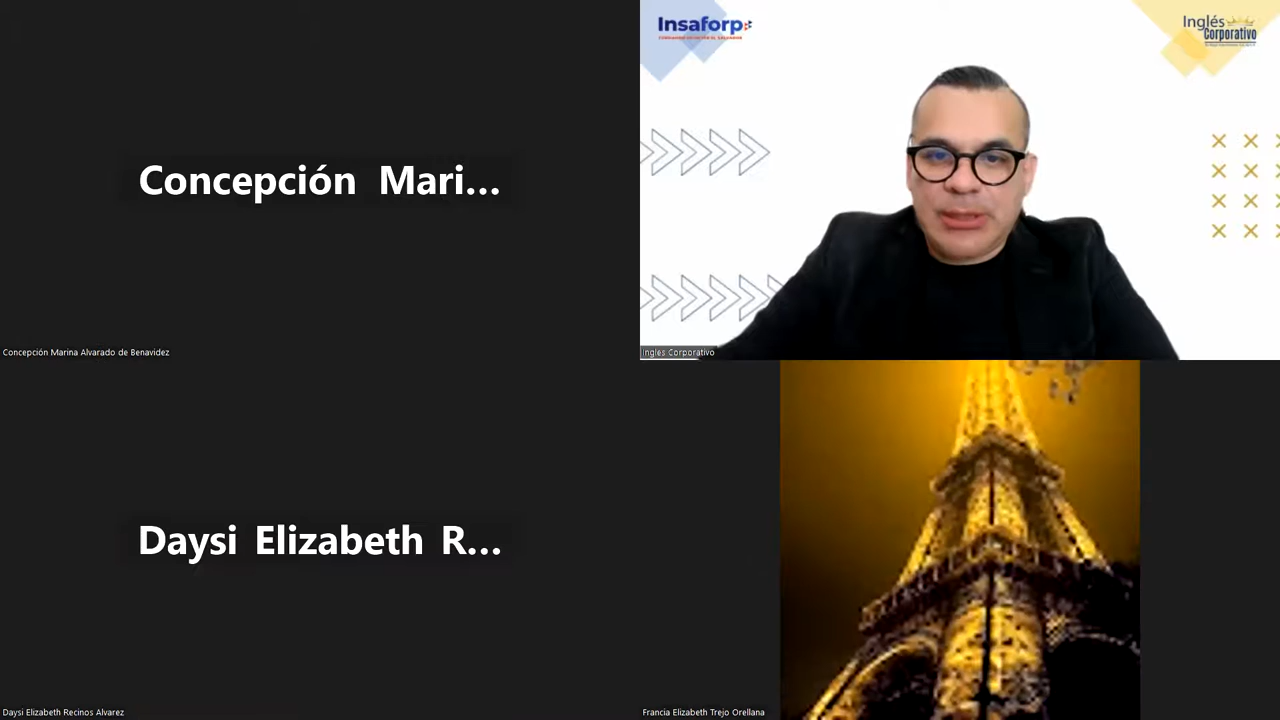 Concepción Mari...
Concepción Marina Alvarado de Benavidez
Insaforp
Inglés
Corporativo
Ingles Corporativo
Daysi Elizabeth R...
Daysi Elizabeth Recinos Alvarez
Francia Elizabeth Trejo Orellana